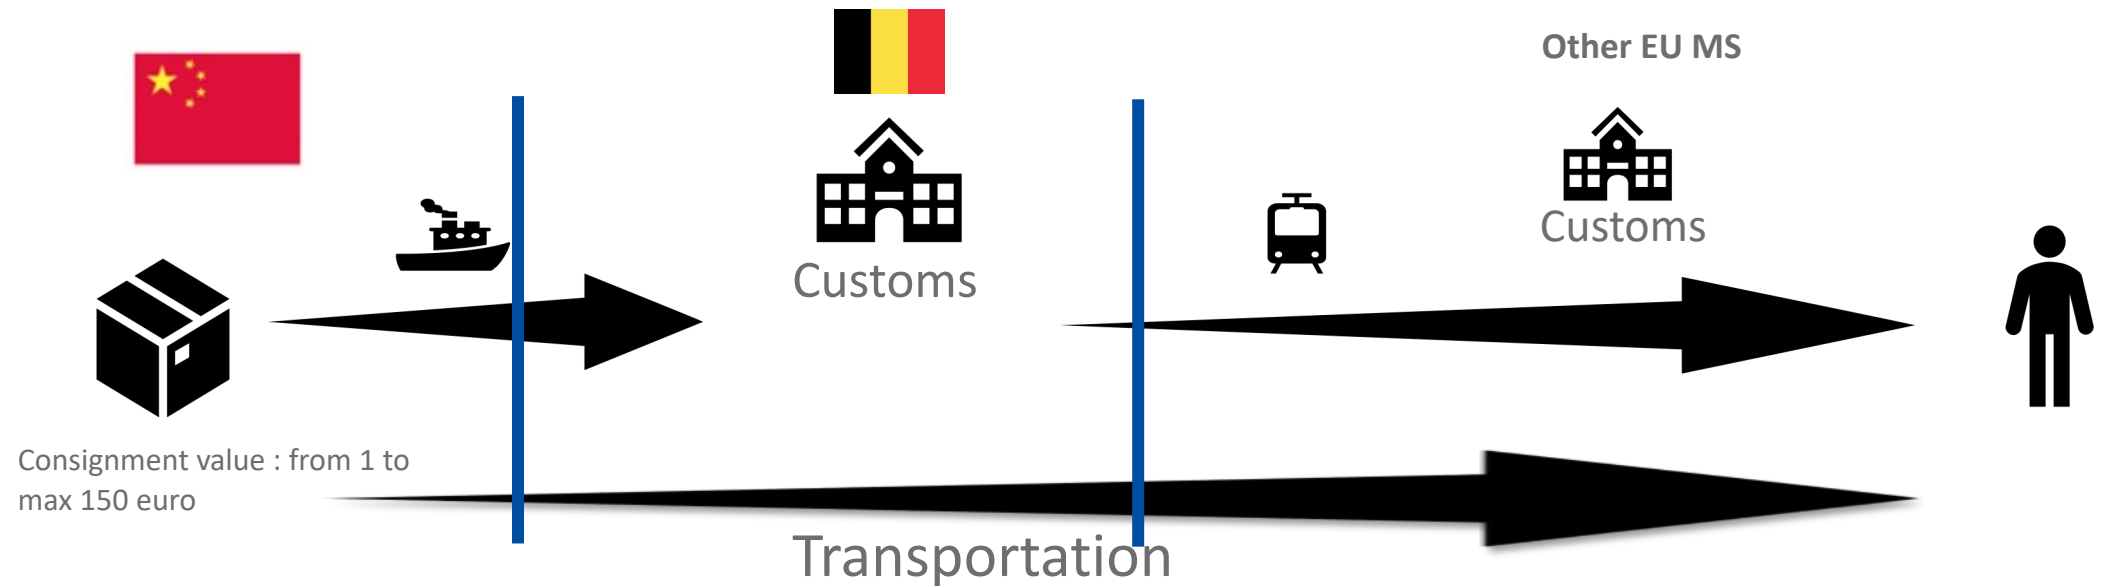 Other EU MS
Customs
Customs
Consignment value : from 1 to
max 150 euro
Transportation